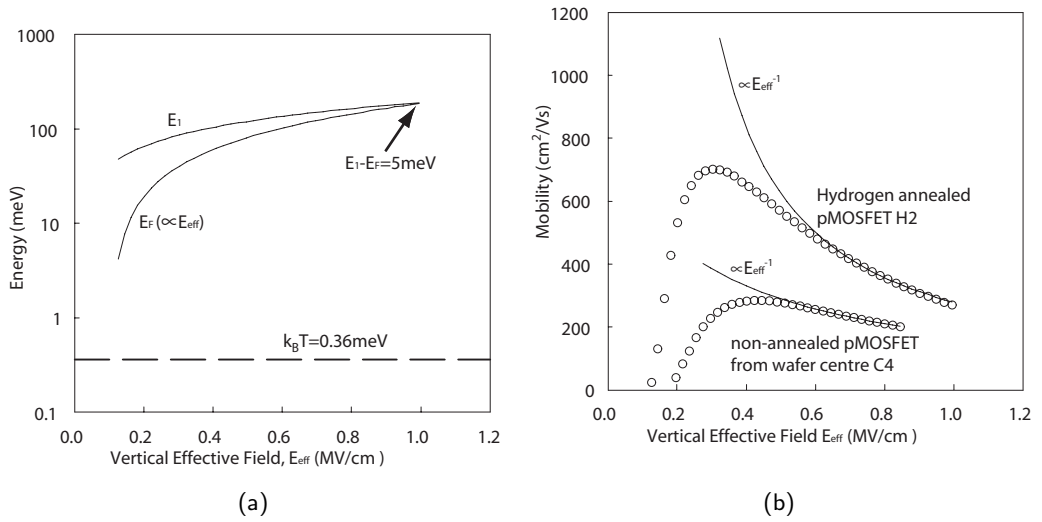 1000
100
10
1
0.1
Energy (meV)
E1
EF (∝Eeff)
E1-EF=5meV
kBT=0.36meV
0.0 0.2 0.4 0.6 0.8 1.0 1.2
Vertical Effective Field, Eeff (MV/cm )
(a)
1200
1000
800
600
400
200
0
Mobility (cm²/Vs)
∝Eeff⁻¹
Hydrogen annealed
pMOSFET H2
∝Eeff⁻¹
non-annealed pMOSFET
from wafer centre C4
0.0 0.2 0.4 0.6 0.8 1.0 1.2
Vertical Effective Field Eeff (MV/cm )
(b)